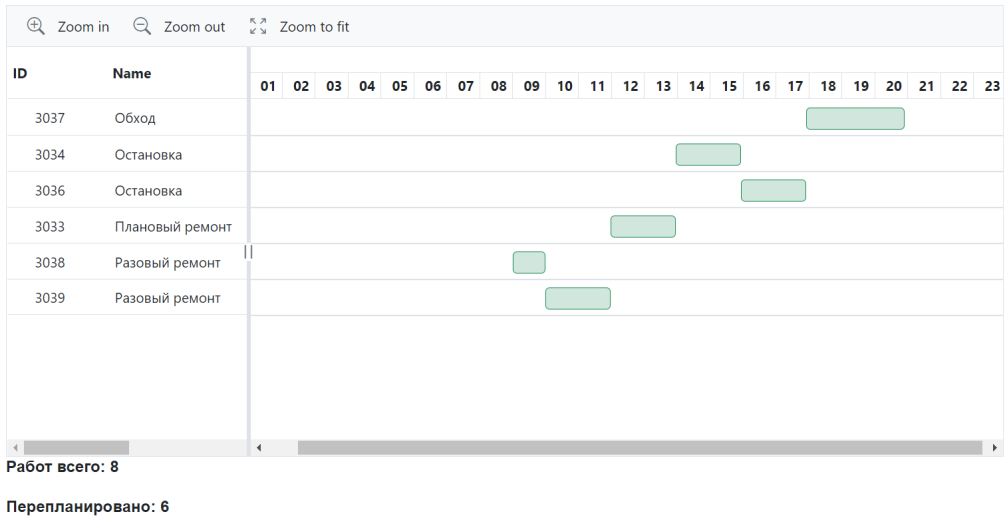 Zoom in Zoom out Zoom to fit
ID Name
01 02 03 04 05 06 07 08 09 10 11 12 13 14 15 16 17 18 19 20 21 22 23
3037 Обход
3034 Остановка
3036 Остановка
3033 Плановый ремонт
3038 Разовый ремонт
3039 Разовый ремонт
Работ всего: 8
Перепланировано: 6